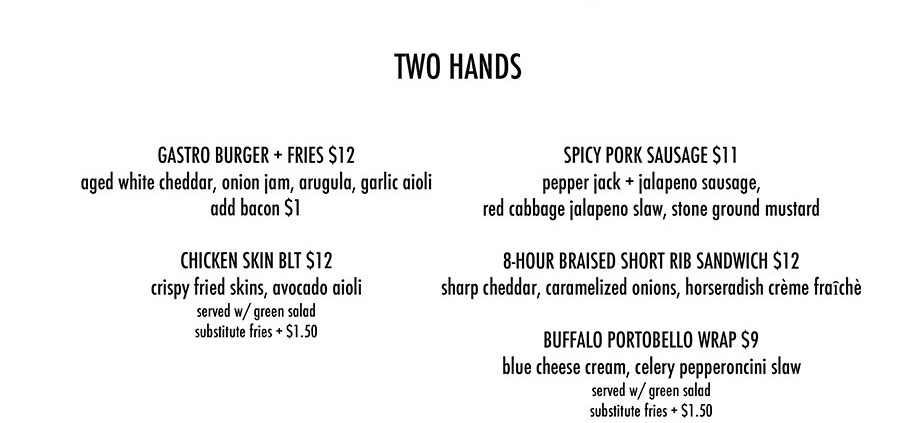 TWO HANDS
GASTRO BURGER + FRIES $12
aged white cheddar, onion jam, arugula, garlic aioli
add bacon $1
CHICKEN SKIN BLT $12
crispy fried skins, avocado aioli
served w/ green salad
substitute fries + $1.50
SPICY PORK SAUSAGE $11
pepper jack + jalapeno sausage,
red cabbage jalapeno slaw, stone ground mustard
8-HOUR BRAISED SHORT RIB SANDWICH $12
sharp cheddar, caramelized onions, horseradish crème fraîchè
BUFFALO PORTOBELLO WRAP $9
blue cheese cream, celery pepperoncini slaw
served w/ green salad
substitute fries + $1.50